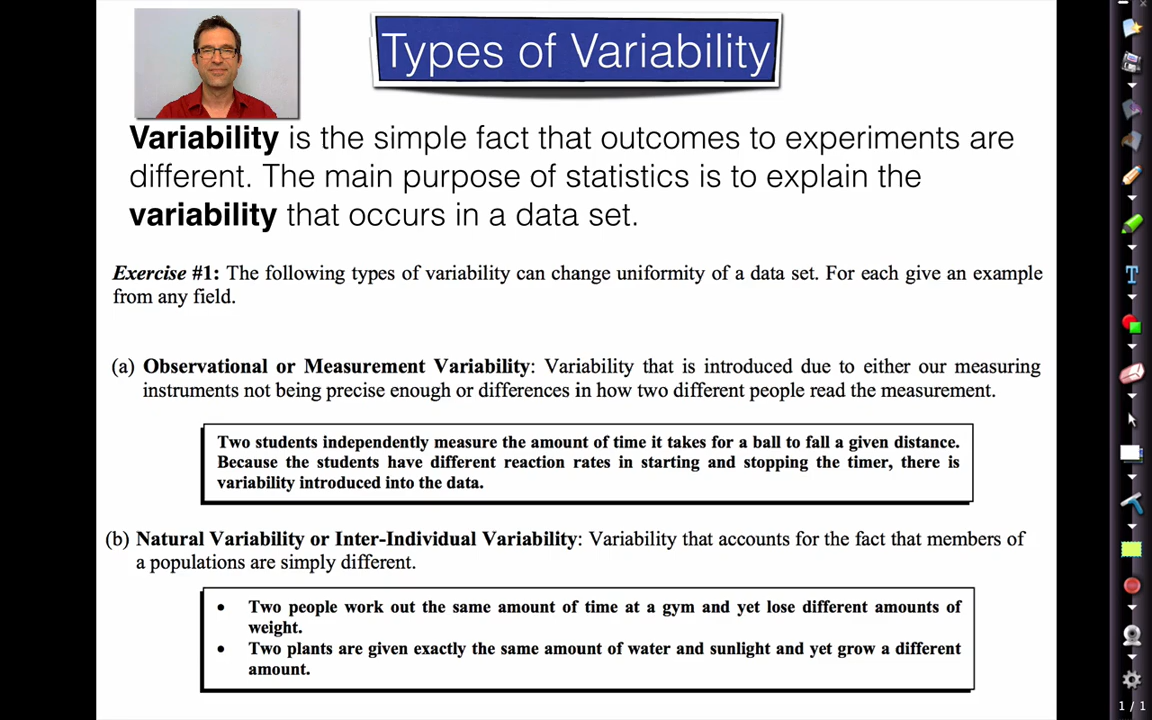 Types of Variability
Variability is the simple fact that outcomes to experiments are
different. The main purpose of statistics is to explain the
variability that occurs in a data set.
Exercise #1: The following types of variability can change uniformity of a data set. For each give an example
from any field.
(a) Observational or Measurement Variability: Variability that is introduced due to either our measuring
instruments not being precise enough or differences in how two different people read the measurement.
Two students independently measure the amount of time it takes for a ball to fall a given distance.
Because the students have different reaction rates in starting and stopping the timer, there is
variability introduced into the data.
(b) Natural Variability or Inter-Individual Variability: Variability that accounts for the fact that members of
a populations are simply different.
• Two people work out the same amount of time at a gym and yet lose different amounts of
weight.
• Two plants are given exactly the same amount of water and sunlight and yet grow a different
amount.
T
1 / 1